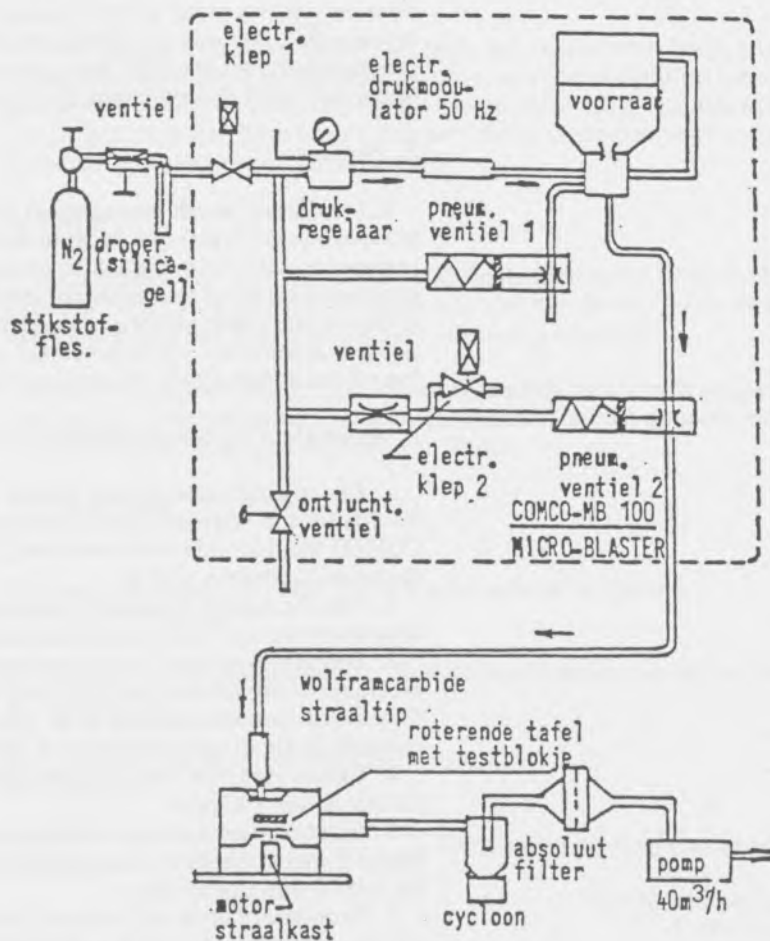 electr.
klep 1.
electr.
drukmodu-
lator 50 Hz
voorraad
ventiel
N2
droger
(silica-
gel)
stikstof-
fles.
druk-
regelaar
pneum.
ventiel 1
ventiel
electr.
klep 2
pneum.
ventiel 2
ontlucht.
ventiel
COMCO-MB 100
MICRO-BLASTER
wolframcarbide
straaltip
roterende tafel
met testblokje
absoluut
filter
pomp
40m³/h
cycloon
motor
straalkast